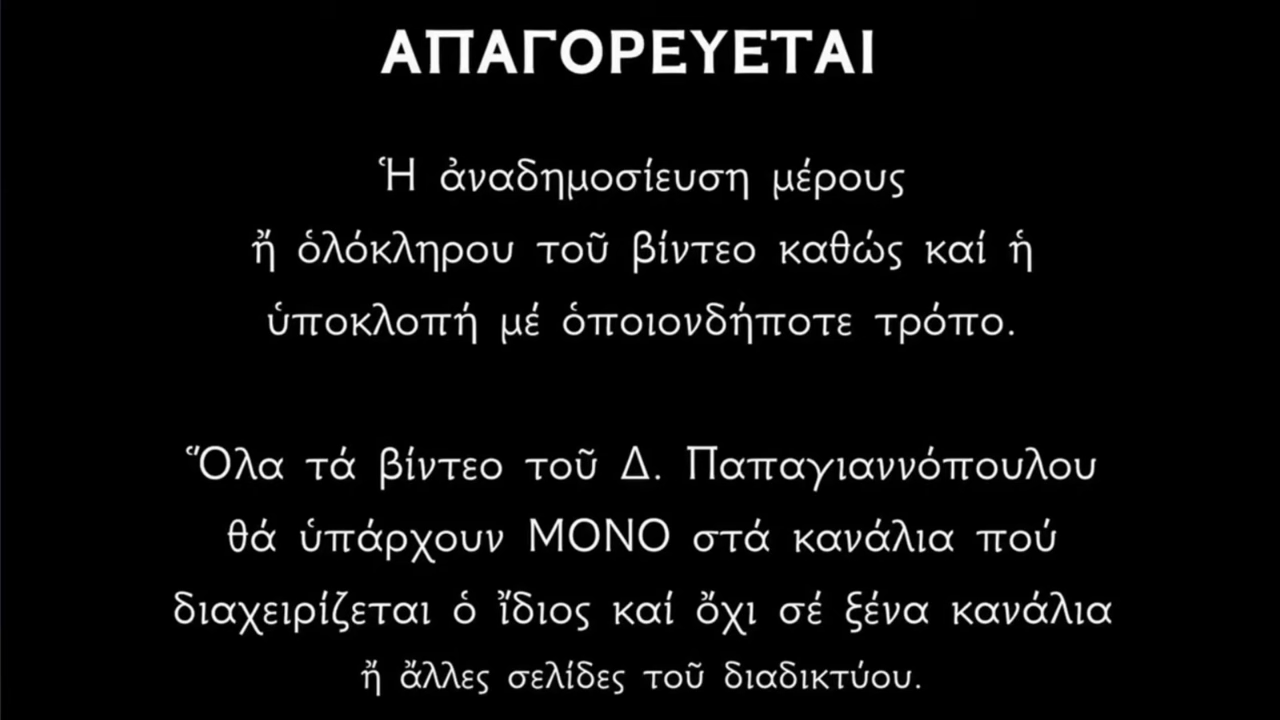 ΑΠΑΓΟΡΕΥΕΤΑΙ
Ἡ ἀναδημοσίευση μέρους
ἤ ὁλόκληρου τοῦ βίντεο καθώς καί ἡ
ὑποκλοπή μέ ὁποιονδήποτε τρόπο.
Ὅλα τά βίντεο τοῦ Δ. Παπαγιαννόπουλου
θά ὑπάρχουν ΜΟΝΟ στά κανάλια πού
διαχειρίζεται ὁ ἴδιος καί ὄχι σέ ξένα κανάλια
ἤ ἄλλες σελίδες τοῦ διαδικτύου.